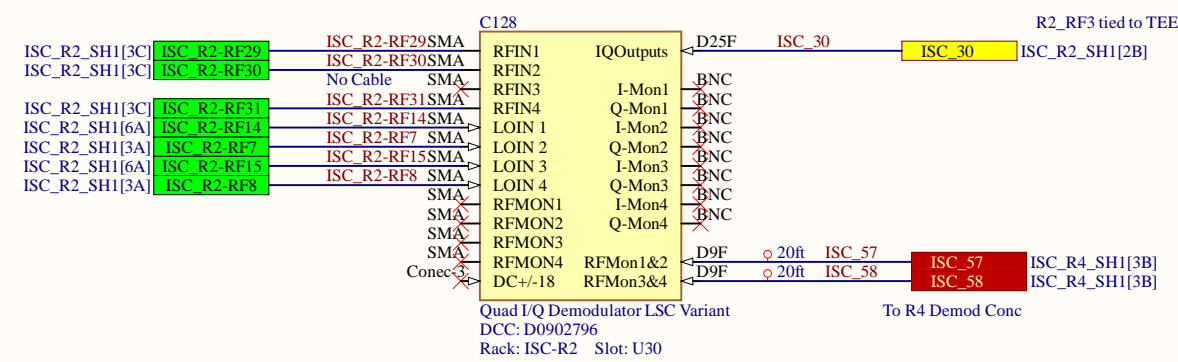 C128
R2_RF3 tied to TEE
ISC_R2_SH1[3C] ISC_R2-RF29 ISC_R2-RF29 SMA RFIN1 IQOutputs D25F ISC_30 ISC_30 ISC_R2_SH1[2B]
ISC_R2_SH1[3C] ISC_R2-RF30 ISC_R2-RF30 SMA RFIN2
No Cable SMA RFIN3 I-Mon1 BNC
ISC_R2_SH1[3C] ISC_R2-RF31 ISC_R2-RF31 SMA RFIN4 Q-Mon1 BNC
ISC_R2_SH1[6A] ISC_R2-RF14 ISC_R2-RF14 SMA LOIN 1 I-Mon2 BNC
ISC_R2_SH1[3A] ISC_R2-RF7 ISC_R2-RF7 SMA LOIN 2 Q-Mon2 BNC
ISC_R2_SH1[6A] ISC_R2-RF15 ISC_R2-RF15 SMA LOIN 3 I-Mon3 BNC
ISC_R2_SH1[3A] ISC_R2-RF8 ISC_R2-RF8 SMA LOIN 4 Q-Mon3 BNC
SMA RFMON1 I-Mon4 BNC
SMA RFMON2 Q-Mon4 BNC
SMA RFMON3
SMA RFMON4 RFMon1&2 D9F 20ft ISC_57 ISC_57 ISC_R4_SH1[3B]
Conec-3 DC+/-18 RFMon3&4 D9F 20ft ISC_58 ISC_58 ISC_R4_SH1[3B]
Quad I/Q Demodulator LSC Variant
To R4 Demod Conc
DCC: D0902796
Rack: ISC-R2 Slot: U30